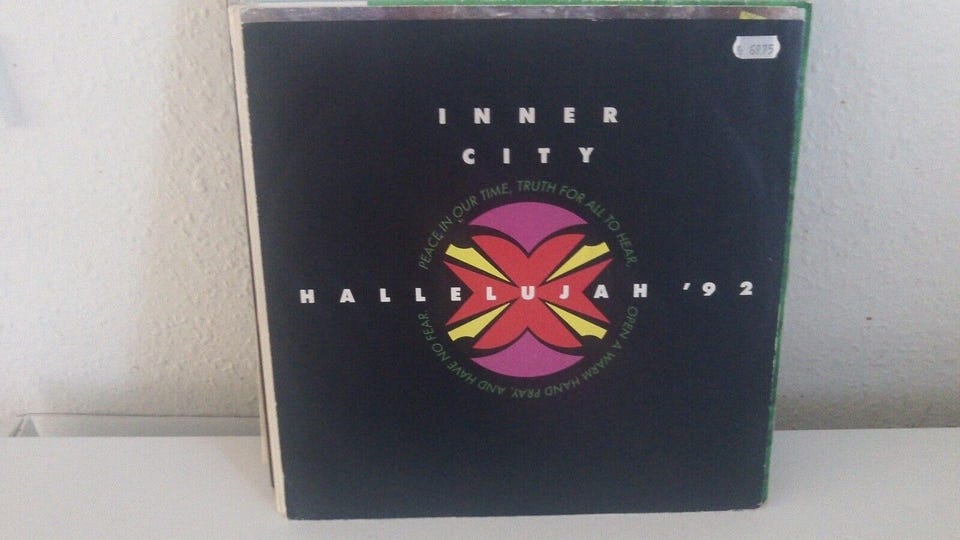 INNER
CITY
PEACE IN OUR TIME, TRUTH FOR ALL TO HEAR,
OPEN A WARM HAND PRAY, AND HAVE NO FEAR.
HALLELUJAH '92